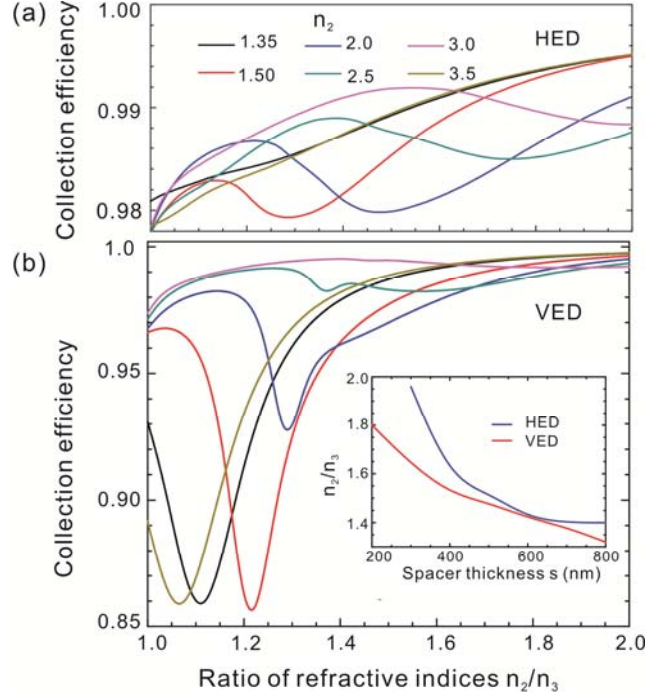 (a)
1.00
0.99
0.98
Collection efficiency
n2
HED
1.35 2.0 3.0
1.50 2.5 3.5
(b)
1.0
0.95
0.90
0.85
Collection efficiency
VED
2.0
1.8
1.6
1.4
n2/n3
HED
VED
200 400 600 800
Spacer thickness s (nm)
1.0 1.2 1.4 1.6 1.8 2.0
Ratio of refractive indices n2/n3